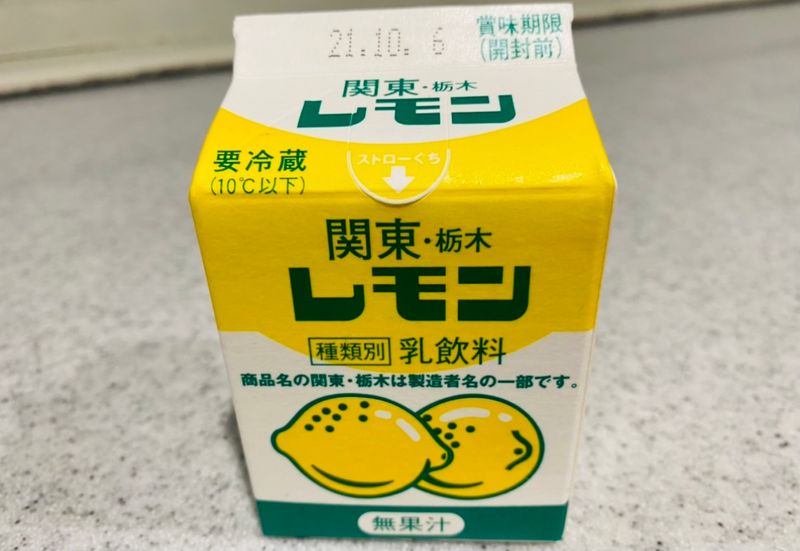 21.10. 6
賞味期限
(開封前)
関東・栃木
レモン
要冷蔵
(10℃以下)
ストローぐち
関東・栃木
レモン
種類別 乳飲料
商品名の関東・栃木は製造者名の一部です。
無果汁